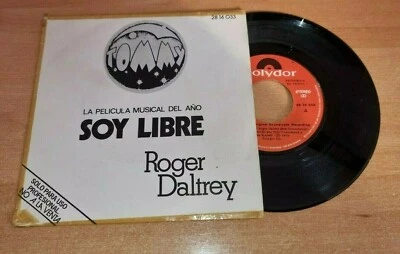 28 14 033
TOMMY
LA PELICULA MUSICAL DEL AÑO
SOY LIBRE
Roger
Daltrey
SOLO PARA USO
PROFESIONAL
NO A LA VENTA
Polydor
STEREO
A